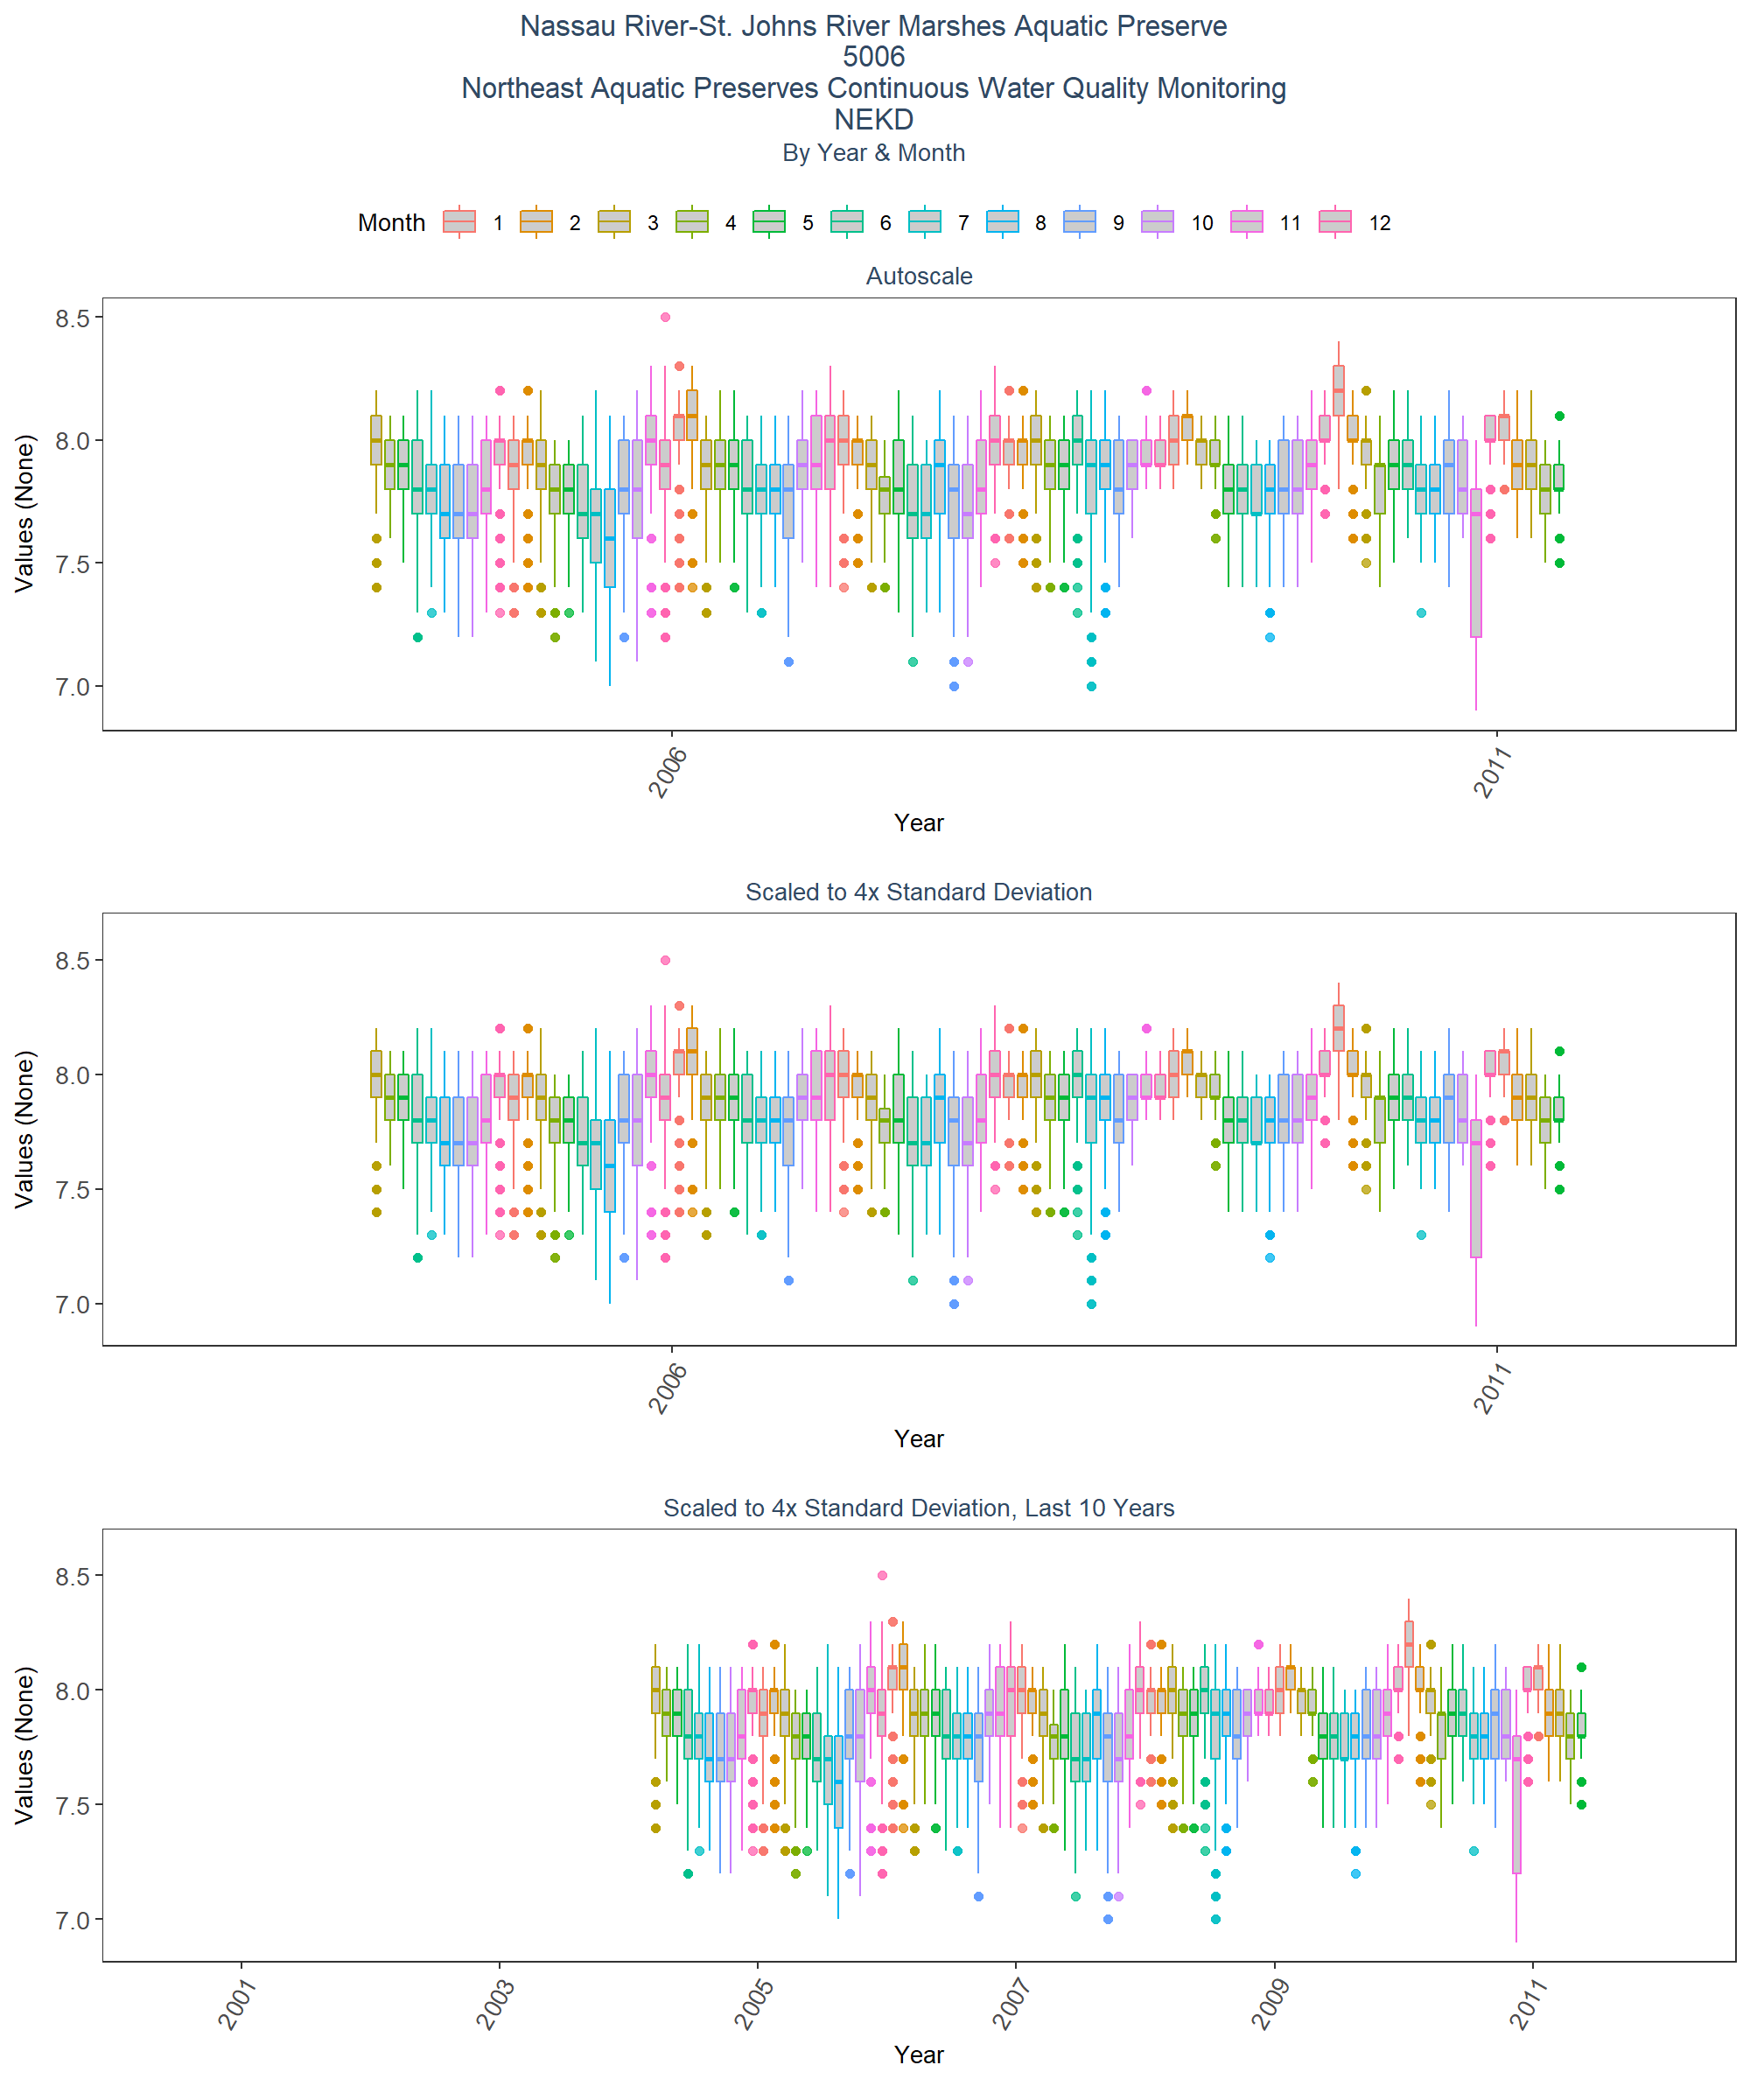 Nassau River-St. Johns River Marshes Aquatic Preserve
5006
Northeast Aquatic Preserves Continuous Water Quality Monitoring
NEKD
By Year & Month
Month 1 2 3 4 5 6 7 8 9 10 11 12
Autoscale
Values (None)
8.5
8.0
7.5
7.0
2006 2011
Year
Scaled to 4x Standard Deviation
Values (None)
8.5
8.0
7.5
7.0
2006 2011
Year
Scaled to 4x Standard Deviation, Last 10 Years
Values (None)
8.5
8.0
7.5
7.0
2001 2003 2005 2007 2009 2011
Year